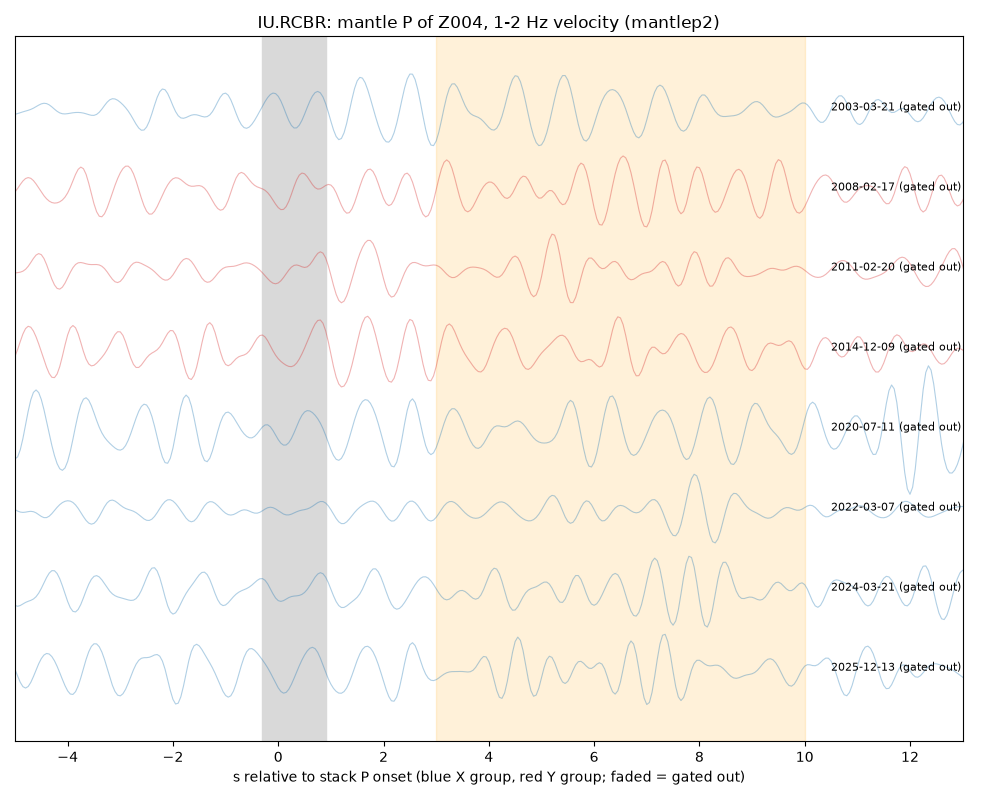 IU.RCBR: mantle P of Z004, 1-2 Hz velocity (mantlep2)
2003-03-21 (gated out)
2008-02-17 (gated out)
2011-02-20 (gated out)
2014-12-09 (gated out)
2020-07-11 (gated out)
2022-03-07 (gated out)
2024-03-21 (gated out)
2025-12-13 (gated out)
−4 −2 0 2 4 6 8 10 12
s relative to stack P onset (blue X group, red Y group; faded = gated out)